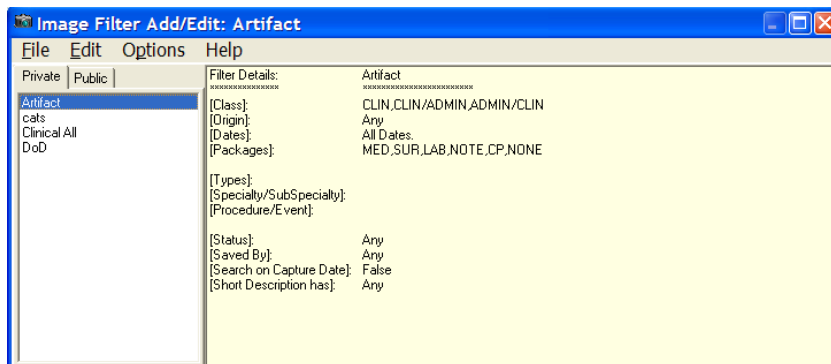 Image Filter Add/Edit: Artifact
File Edit Options Help
Private Public
Artifact
cats
Clinical All
DoD
Filter Details: Artifact
*************** ************************
[Class]: CLIN,CLIN/ADMIN,ADMIN/CLIN
[Origin]: Any
[Dates]: All Dates.
[Packages]: MED,SUR,LAB,NOTE,CP,NONE
[Types]:
[Specialty/SubSpecialty]:
[Procedure/Event]:
[Status]: Any
[Saved By]: Any
[Search on Capture Date]: False
[Short Description has]: Any